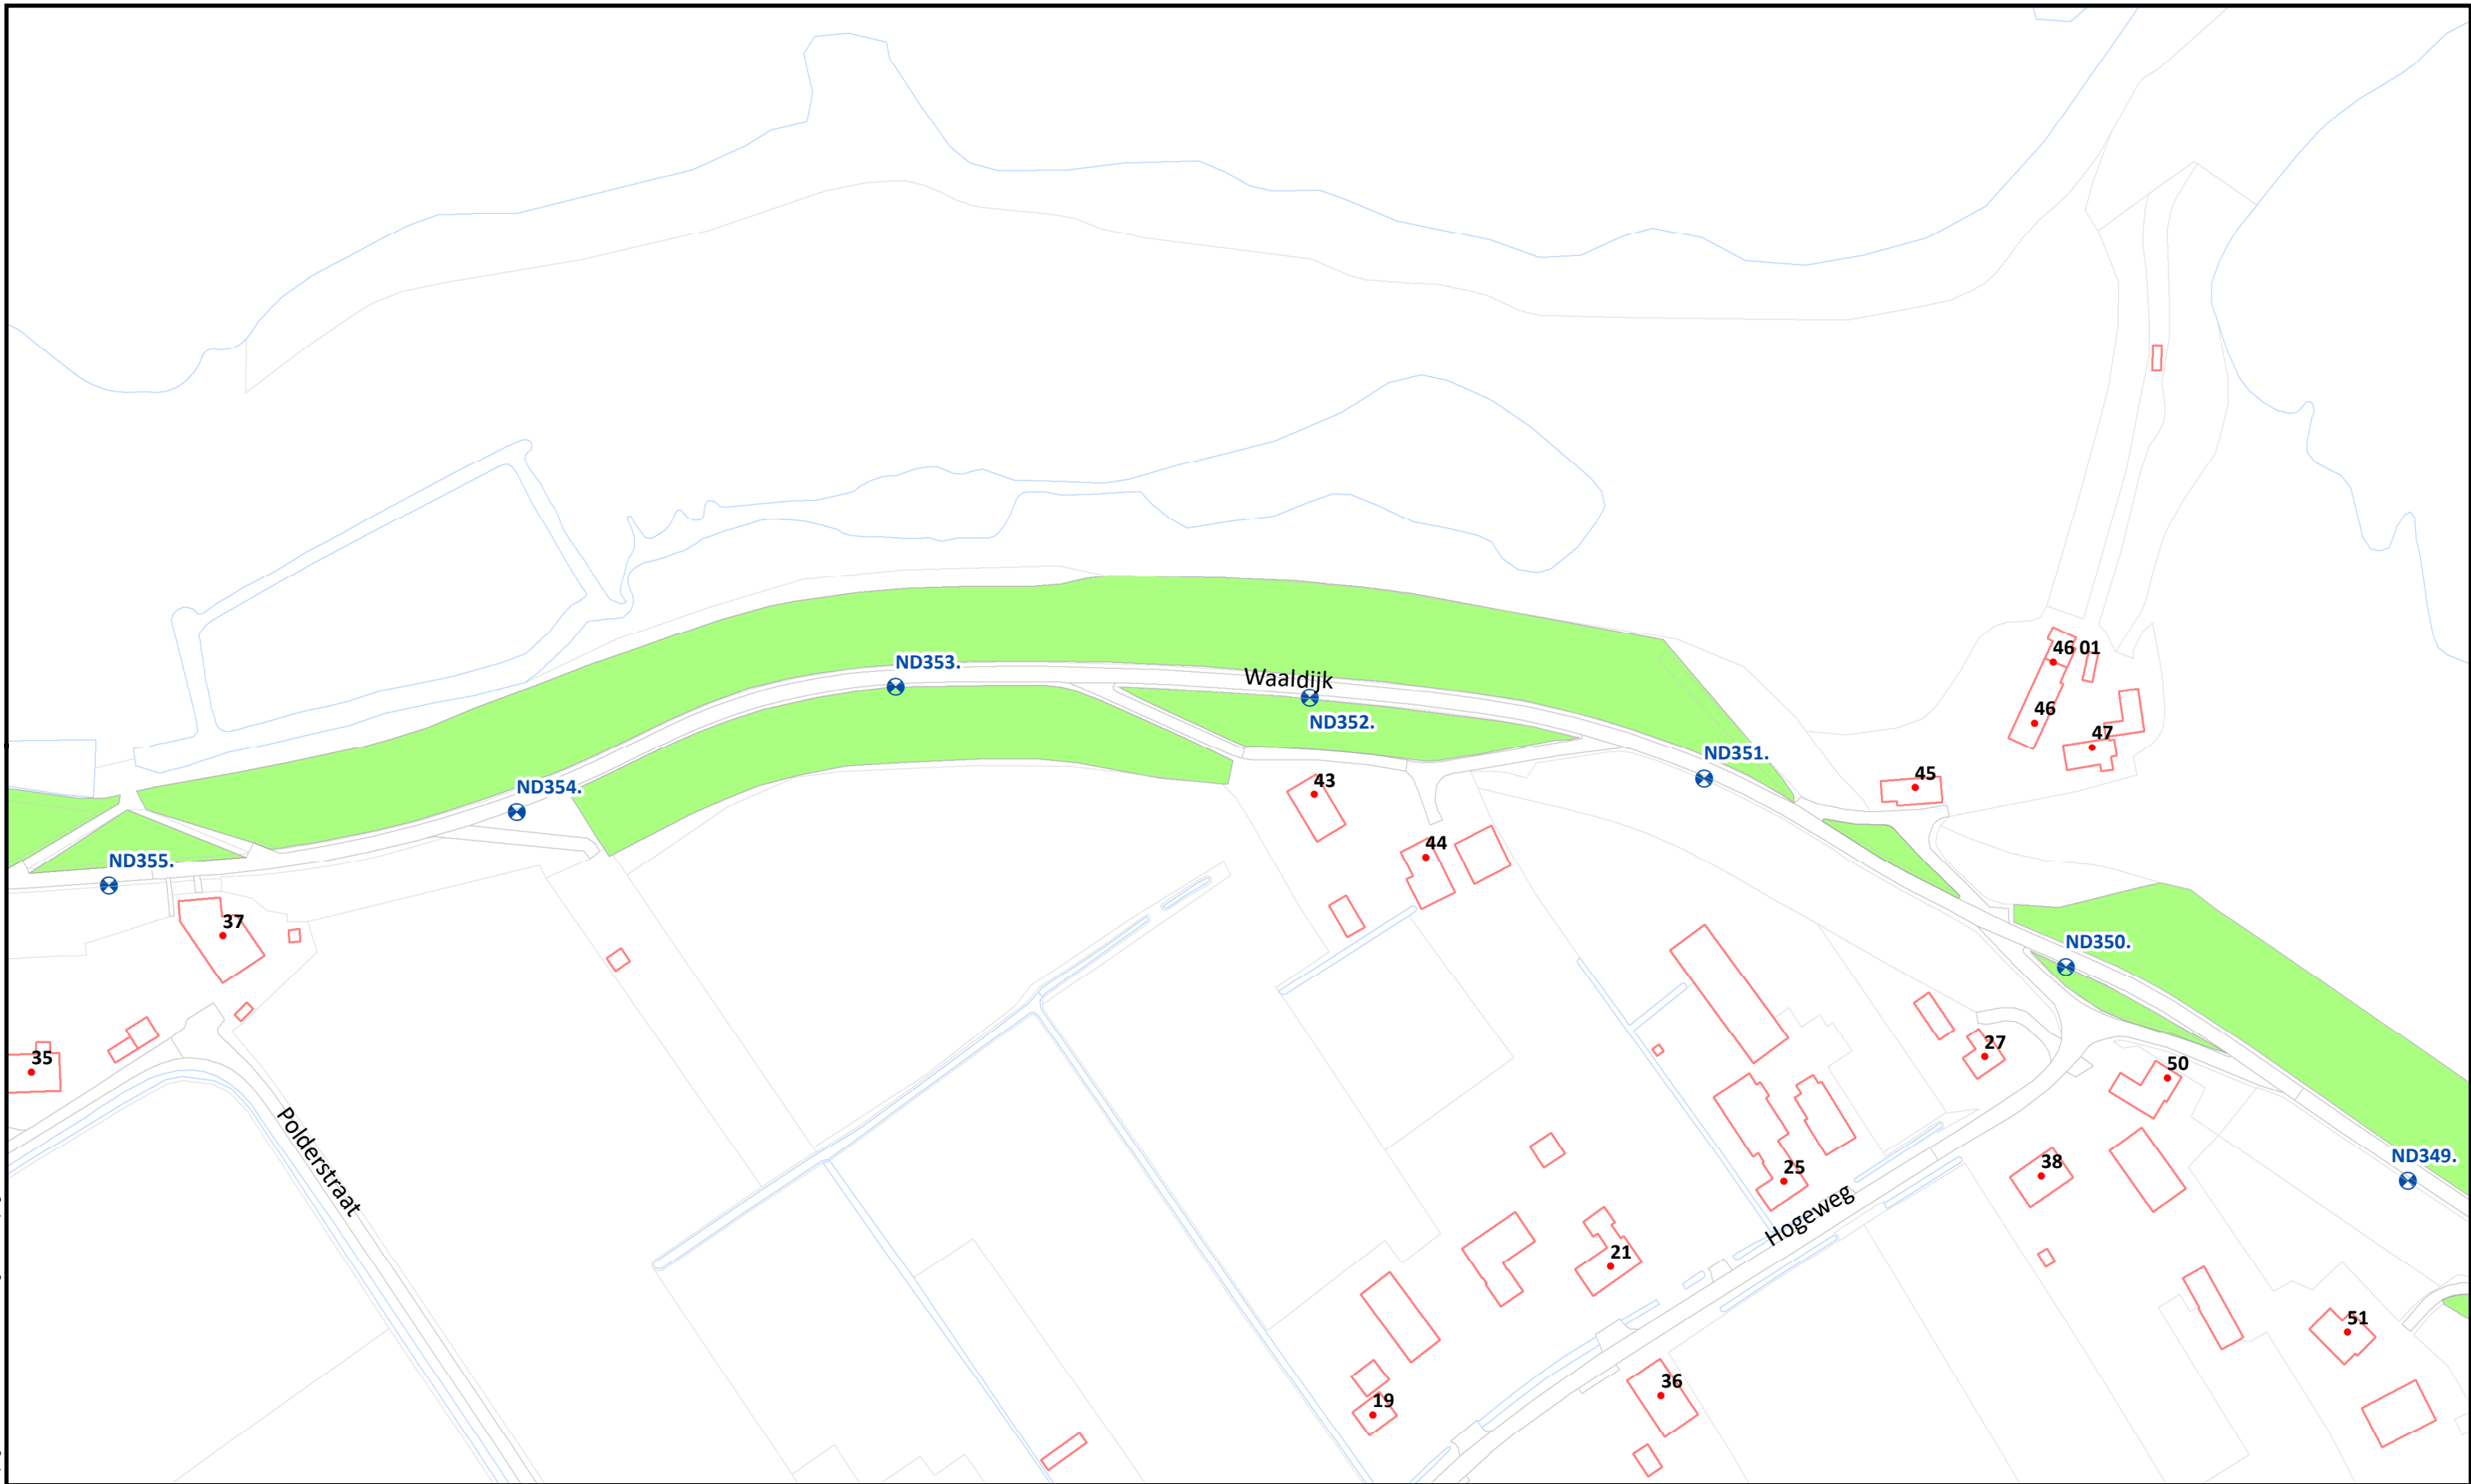 46 01
ND353.
Waaldijk
46
ND352.
47
ND351.
45
43
ND354.
44
ND355.
37
ND350.
27
35
50
Polderstraat
ND349.
38
25
Hogeweg
21
51
36
19